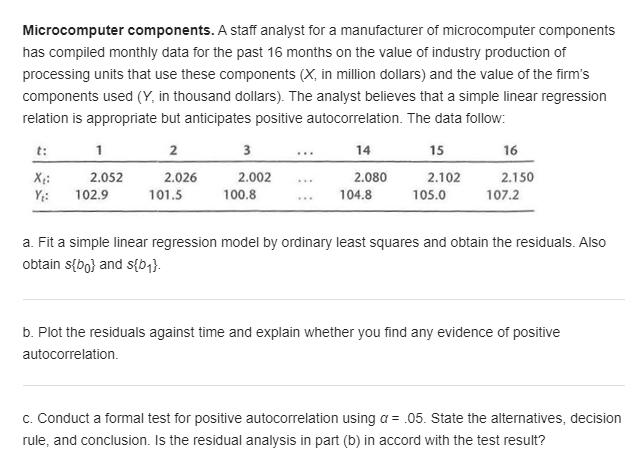 Microcomputer components. A staff analyst for a manufacturer of microcomputer components
has compiled monthly data for the past 16 months on the value of industry production of
processing units that use these components (X, in million dollars) and the value of the firm's
components used (Y, in thousand dollars). The analyst believes that a simple linear regression
relation is appropriate but anticipates positive autocorrelation. The data follow:
t: 1 2 3 ... 14 15 16
Xₜ: 2.052 2.026 2.002 ... 2.080 2.102 2.150
Yₜ: 102.9 101.5 100.8 ... 104.8 105.0 107.2
a. Fit a simple linear regression model by ordinary least squares and obtain the residuals. Also
obtain s{b₀} and s{b₁}.
b. Plot the residuals against time and explain whether you find any evidence of positive
autocorrelation.
c. Conduct a formal test for positive autocorrelation using α = .05. State the alternatives, decision
rule, and conclusion. Is the residual analysis in part (b) in accord with the test result?